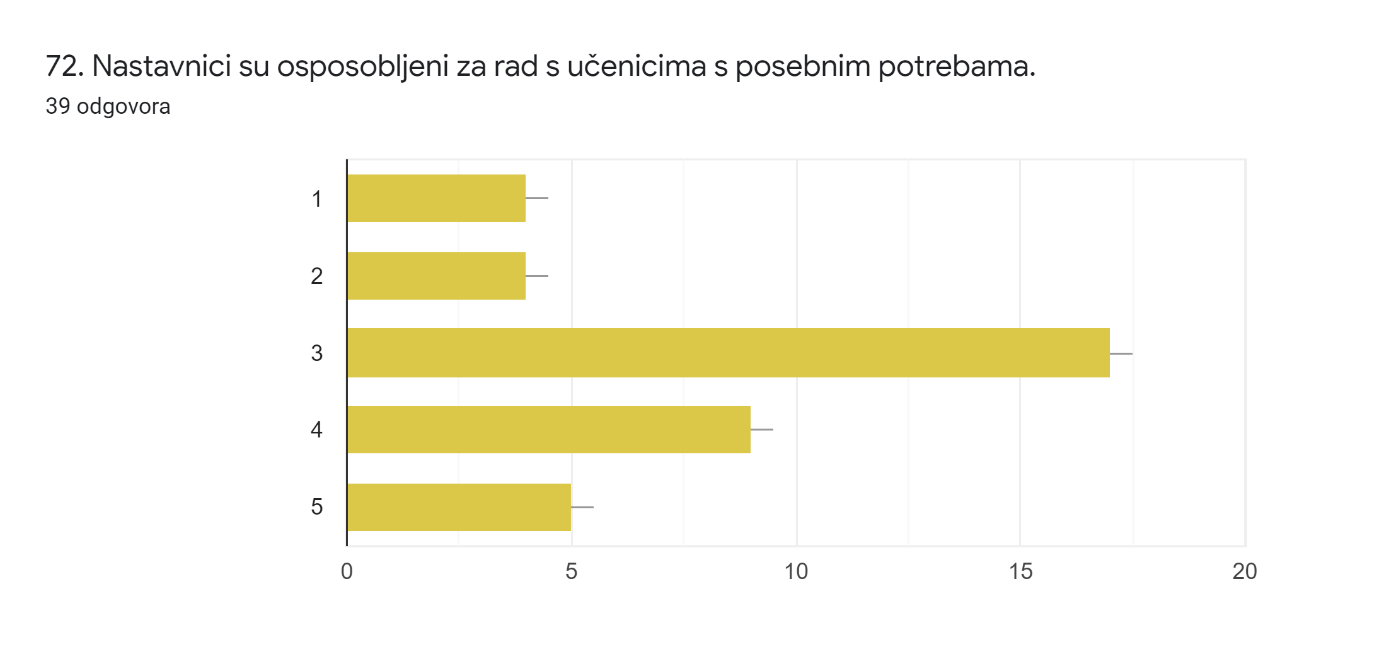 72. Nastavnici su osposobljeni za rad s učenicima s posebnim potrebama.
39 odgovora
1
2
3
4
5
0 5 10 15 20